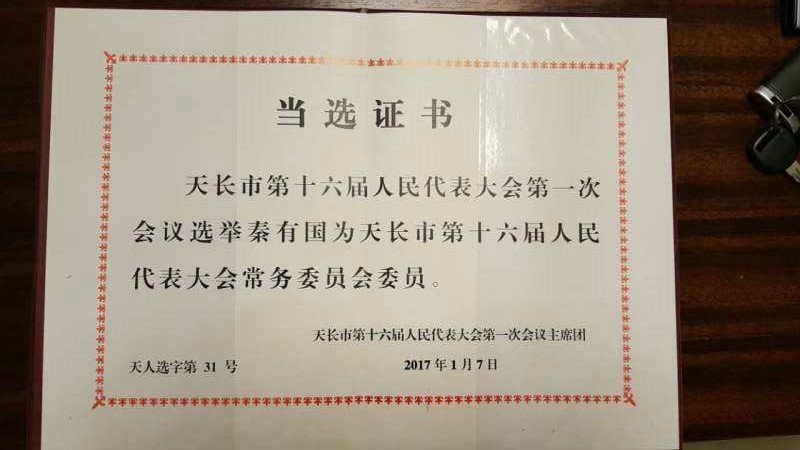 当选证书
天长市第十六届人民代表大会第一次
会议选举秦有国为天长市第十六届人民
代表大会常务委员会委员。
天长市第十六届人民代表大会第一次会议主席团
天人选字第 31 号
2017年1月7日